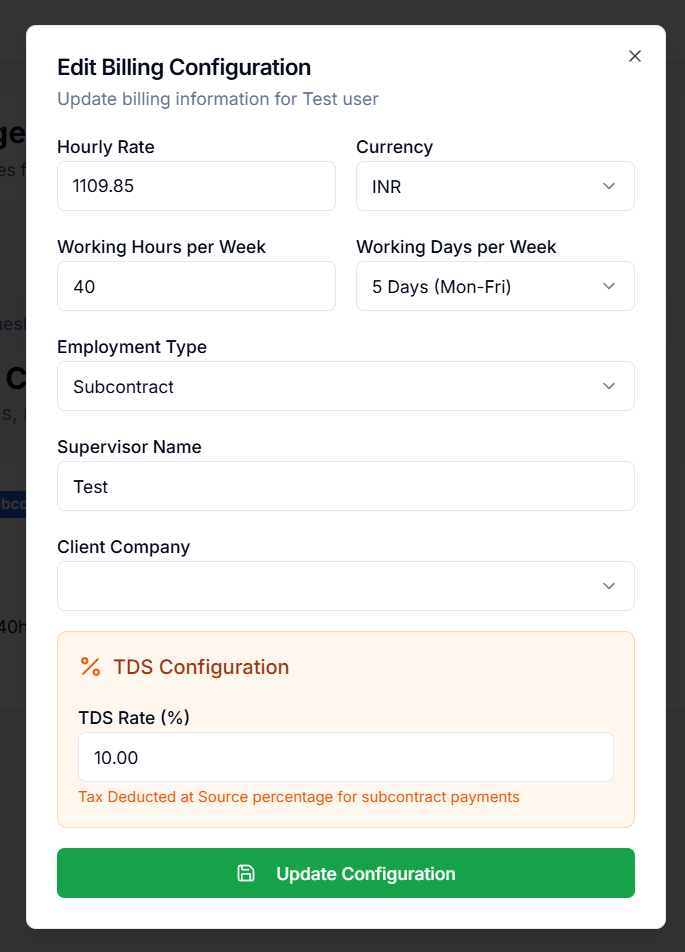 Edit Billing Configuration
Update billing information for Test user
Hourly Rate
Currency
1109.85
INR
Working Hours per Week
Working Days per Week
40
5 Days (Mon-Fri)
Employment Type
Subcontract
Supervisor Name
Test
Client Company
TDS Configuration
TDS Rate (%)
10.00
Tax Deducted at Source percentage for subcontract payments
Update Configuration
40h